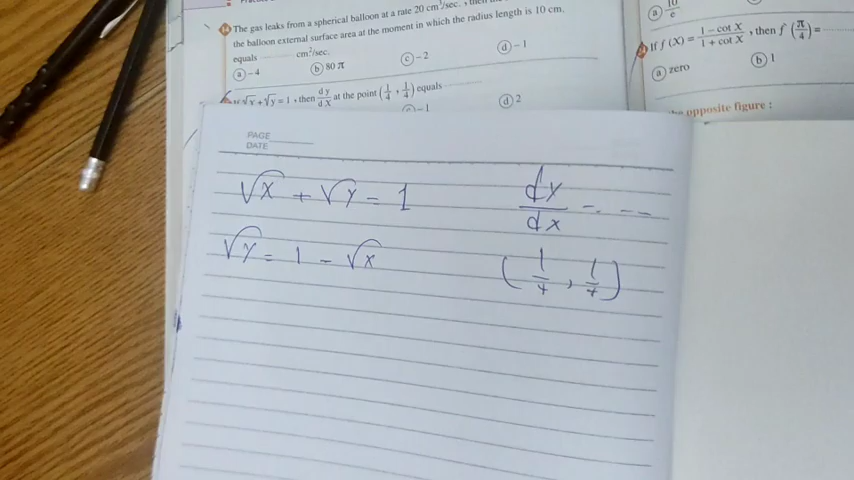 The gas leaks from a spherical balloon at a rate 20 cm³/sec. , then
the balloon external surface area at the moment in which the radius length is 10 cm.
equals ............ cm²/sec.
ⓐ – 4 ⓑ 80 π ⓒ – 2 ⓓ – 1
√x + √y = 1 , then dy/dx at the point (1/4 , 1/4) equals ............
– 1 ⓓ 2
ⓐ 10/e
If f (X) = (1 – cot X)/(1 + cot X) , then f′ (π/4) = ............
ⓐ zero ⓑ 1
opposite figure :
PAGE
DATE
√x + √y = 1 dy/dx = - - - -
√y = 1 – √x (1/4 , 1/4)